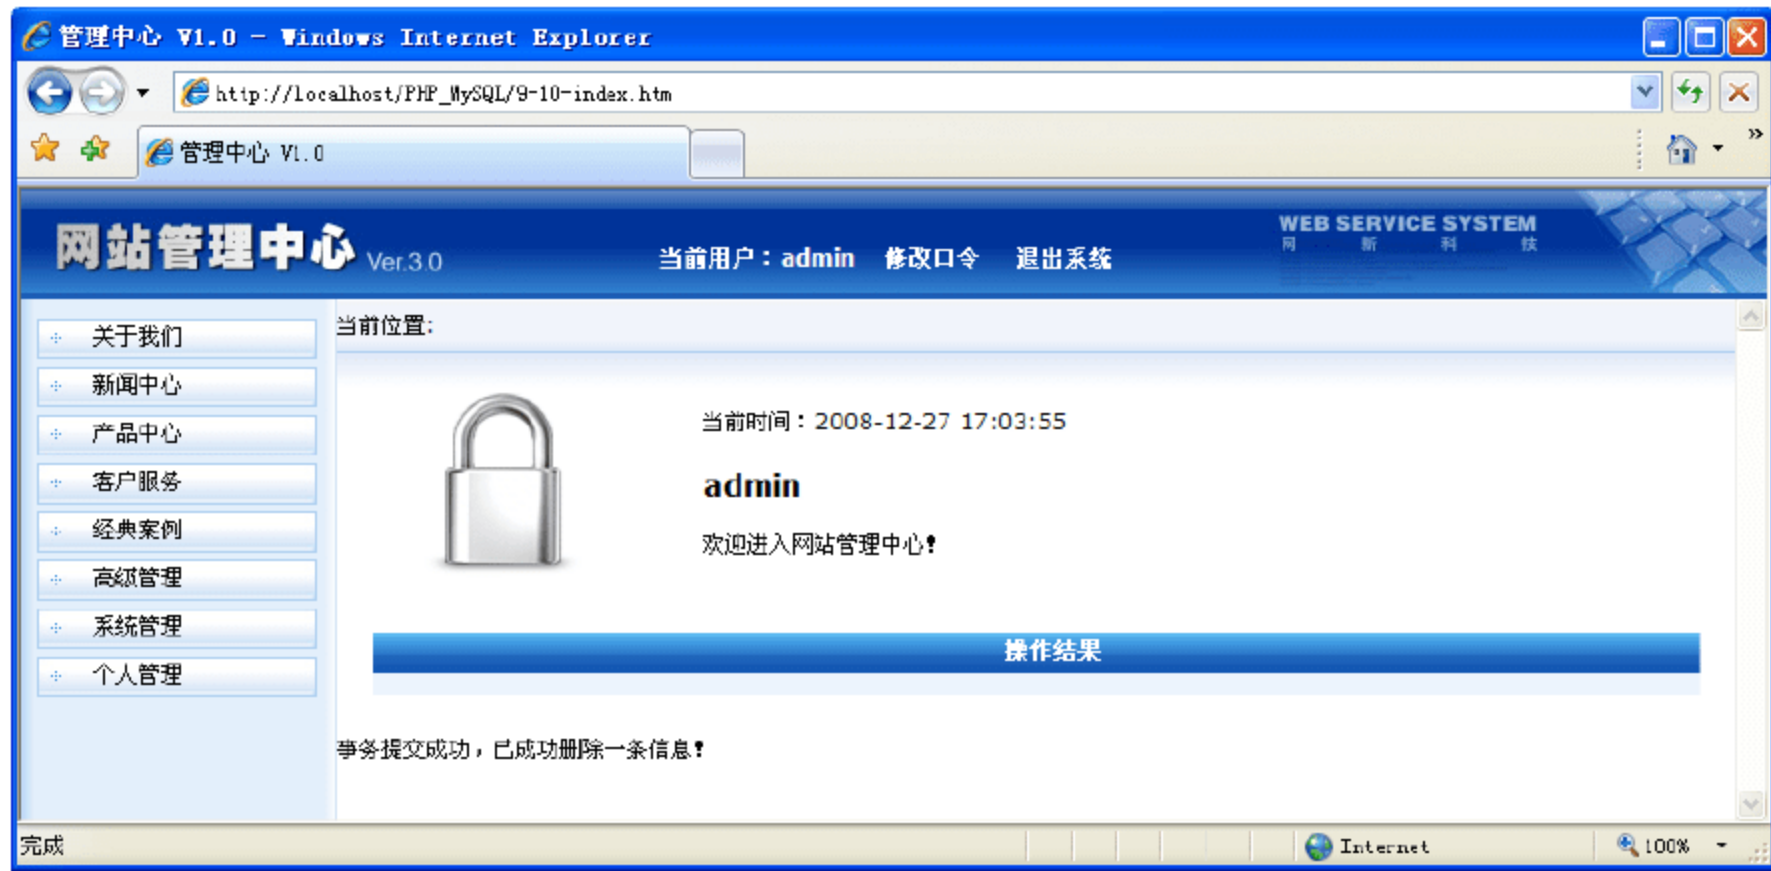 管理中心 V1.0 - Windows Internet Explorer
http://localhost/PHP_MySQL/9-10-index.htm
管理中心 V1.0
网站管理中心 Ver.3.0
当前用户：admin 修改口令 退出系统
WEB SERVICE SYSTEM
网 新 科 技
关于我们
新闻中心
产品中心
客户服务
经典案例
高级管理
系统管理
个人管理
当前位置:
当前时间：2008-12-27 17:03:55
admin
欢迎进入网站管理中心！
操作结果
事务提交成功，已成功删除一条信息！
完成
Internet
100%